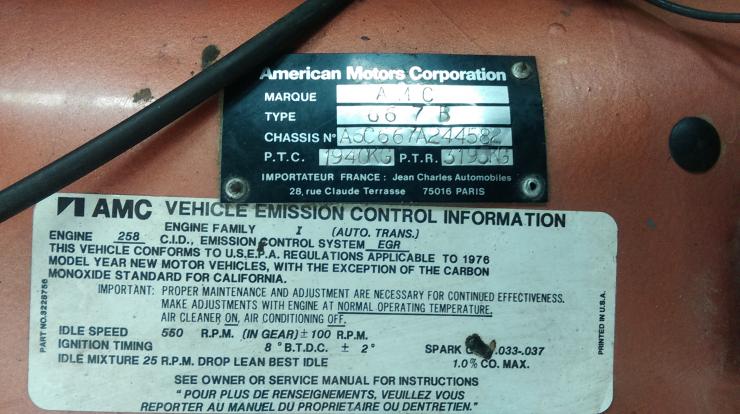 American Motors Corporation
MARQUE A M C
TYPE 667 B
CHASSIS N° A6C667A244582
P.T.C. 1940KG P.T.R. 3195KG
IMPORTATEUR FRANCE : Jean Charles Automobiles
28, rue Claude Terrasse 75016 PARIS
AMC VEHICLE EMISSION CONTROL INFORMATION
ENGINE FAMILY I (AUTO. TRANS.)
ENGINE 258 C.I.D., EMISSION CONTROL SYSTEM EGR
THIS VEHICLE CONFORMS TO U.S.E.P.A. REGULATIONS APPLICABLE TO 1976
MODEL YEAR NEW MOTOR VEHICLES, WITH THE EXCEPTION OF THE CARBON
MONOXIDE STANDARD FOR CALIFORNIA.
IMPORTANT: PROPER MAINTENANCE AND ADJUSTMENT ARE NECESSARY FOR CONTINUED EFFECTIVENESS.
MAKE ADJUSTMENTS WITH ENGINE AT NORMAL OPERATING TEMPERATURE,
AIR CLEANER ON, AIR CONDITIONING OFF.
IDLE SPEED 550 R.P.M. (IN GEAR) ± 100 R.P.M.
IGNITION TIMING 8° B.T.D.C. ± 2° SPARK .033-.037
IDLE MIXTURE 25 R.P.M. DROP LEAN BEST IDLE 1.0% CO. MAX.
SEE OWNER OR SERVICE MANUAL FOR INSTRUCTIONS
"POUR PLUS DE RENSEIGNEMENTS, VEUILLEZ VOUS
REPORTER AU MANUEL DU PROPRIETAIRE OU D'ENTRETIEN."
PART NO. 3228756
PRINTED IN U.S.A.